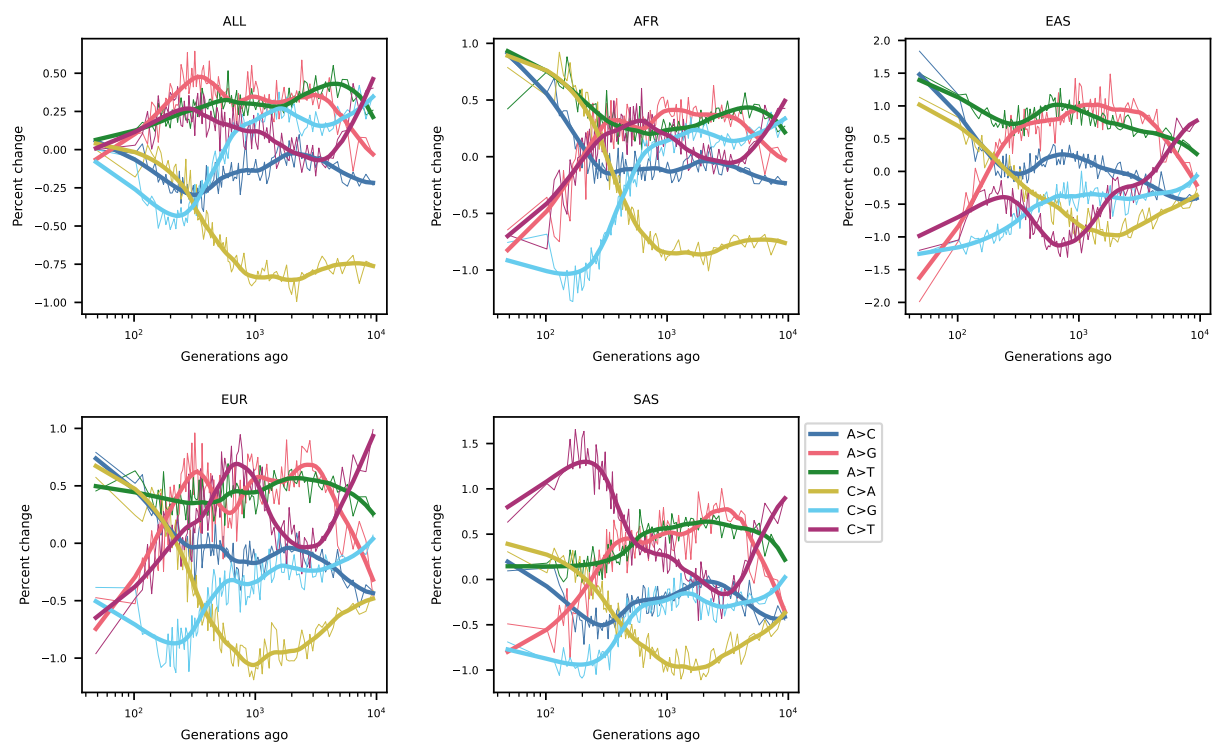 ALL
0.50
0.25
0.00
−0.25
−0.50
−0.75
−1.00
Percent change
10²
10³
10⁴
Generations ago
AFR
1.0
0.5
0.0
−0.5
−1.0
Percent change
10²
10³
10⁴
Generations ago
EAS
2.0
1.5
1.0
0.5
0.0
−0.5
−1.0
−1.5
−2.0
Percent change
10²
10³
10⁴
Generations ago
EUR
1.0
0.5
0.0
−0.5
−1.0
Percent change
10²
10³
10⁴
Generations ago
SAS
1.5
1.0
0.5
0.0
−0.5
−1.0
Percent change
10²
10³
10⁴
Generations ago
A>C
A>G
A>T
C>A
C>G
C>T